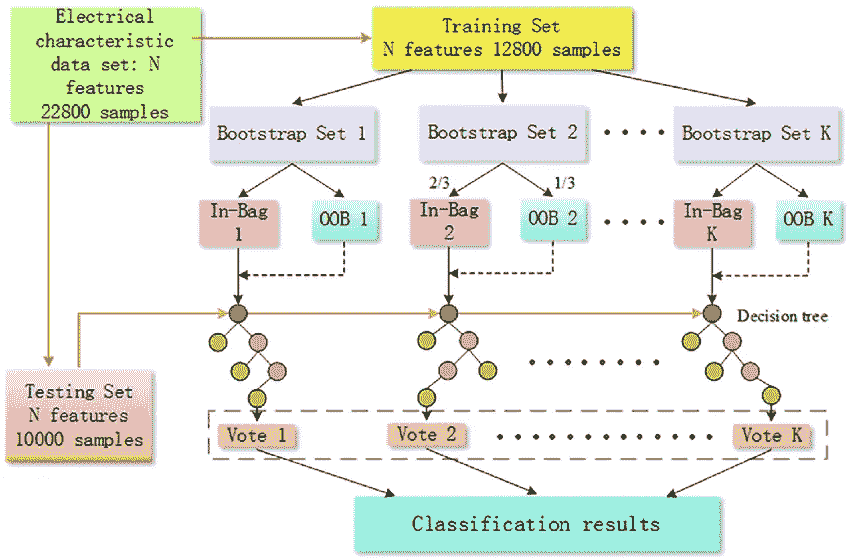 Electrical
characteristic
data set: N
features
22800 samples
Training Set
N features 12800 samples
Bootstrap Set 1
Bootstrap Set 2
Bootstrap Set K
2/3
1/3
In-Bag
1
OOB 1
In-Bag
2
OOB 2
In-Bag
K
OOB K
Decision tree
Testing Set
N features
10000 samples
Vote 1
Vote 2
Vote K
Classification results